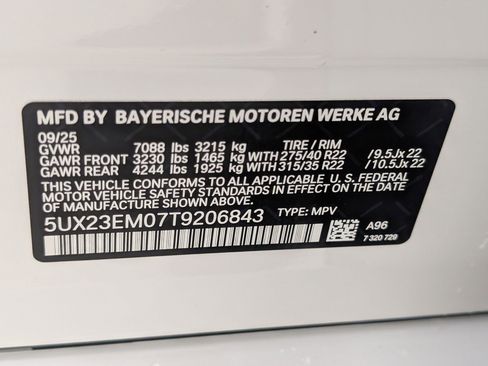 MFD BY BAYERISCHE MOTOREN WERKE AG
09/25
GVWR 7088 lbs 3215 kg TIRE / RIM
GAWR FRONT 3230 lbs 1465 kg WITH 275/40 R22 / 9.5Jx 22
GAWR REAR 4244 lbs 1925 kg WITH 315/35 R22 / 10.5Jx 22
THIS VEHICLE CONFORMS TO ALL APPLICABLE U. S. FEDERAL
MOTOR VEHICLE SAFETY STANDARDS IN EFFECT ON THE DATE OF
MANUFACTURE SHOWN ABOVE.
5UX23EM07T9206843 TYPE: MPV
A96
7 320 729